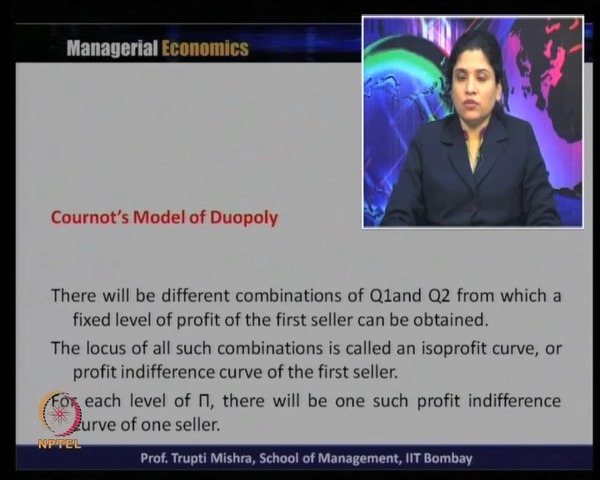 Managerial Economics
Cournot's Model of Duopoly
There will be different combinations of Q1and Q2 from which a
fixed level of profit of the first seller can be obtained.
The locus of all such combinations is called an isoprofit curve, or
profit indifference curve of the first seller.
For each level of Π, there will be one such profit indifference
curve of one seller.
NPTEL
Prof. Trupti Mishra, School of Management, IIT Bombay